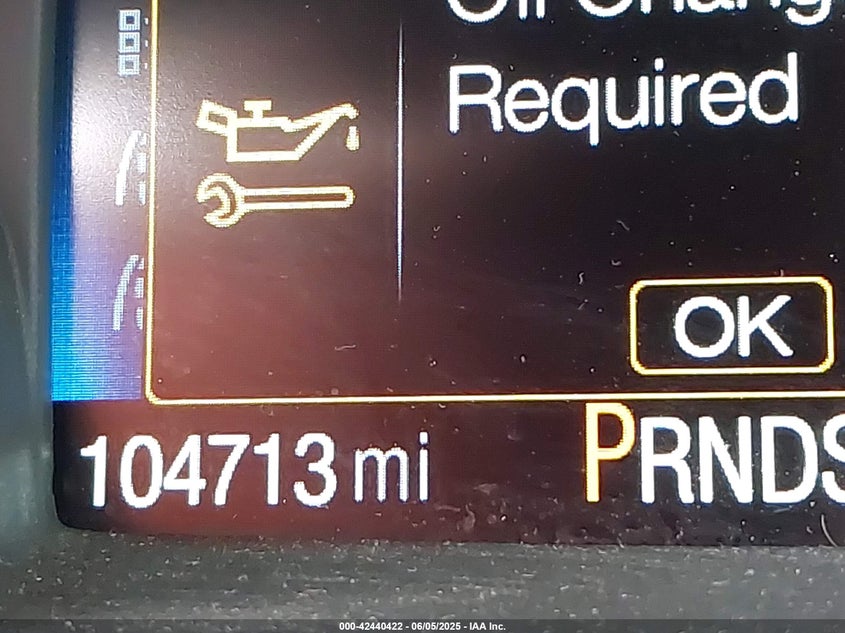 Required
OK
104713 mi
PRNDS
000-42440422 - 06/05/2025 - IAA Inc.